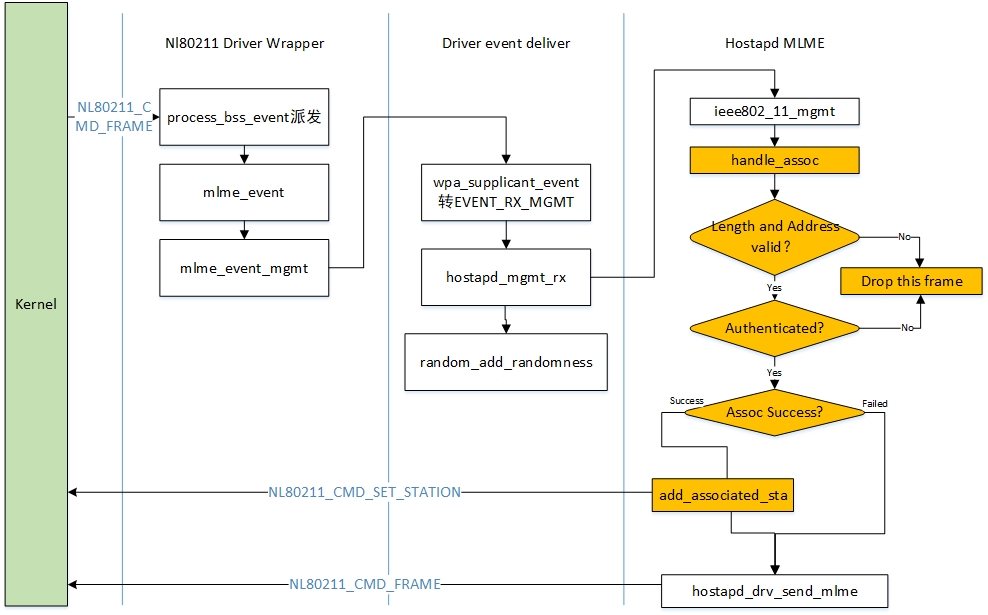 Kernel
Nl80211 Driver Wrapper
Driver event deliver
Hostapd MLME
NL80211_C
MD_FRAME
process_bss_event派发
mlme_event
mlme_event_mgmt
wpa_supplicant_event
转EVENT_RX_MGMT
hostapd_mgmt_rx
random_add_randomness
ieee802_11_mgmt
handle_assoc
Length and Address
valid？
No
Drop this frame
Yes
Authenticated?
No
Yes
Assoc Success?
Success
Failed
add_associated_sta
NL80211_CMD_SET_STATION
hostapd_drv_send_mlme
NL80211_CMD_FRAME